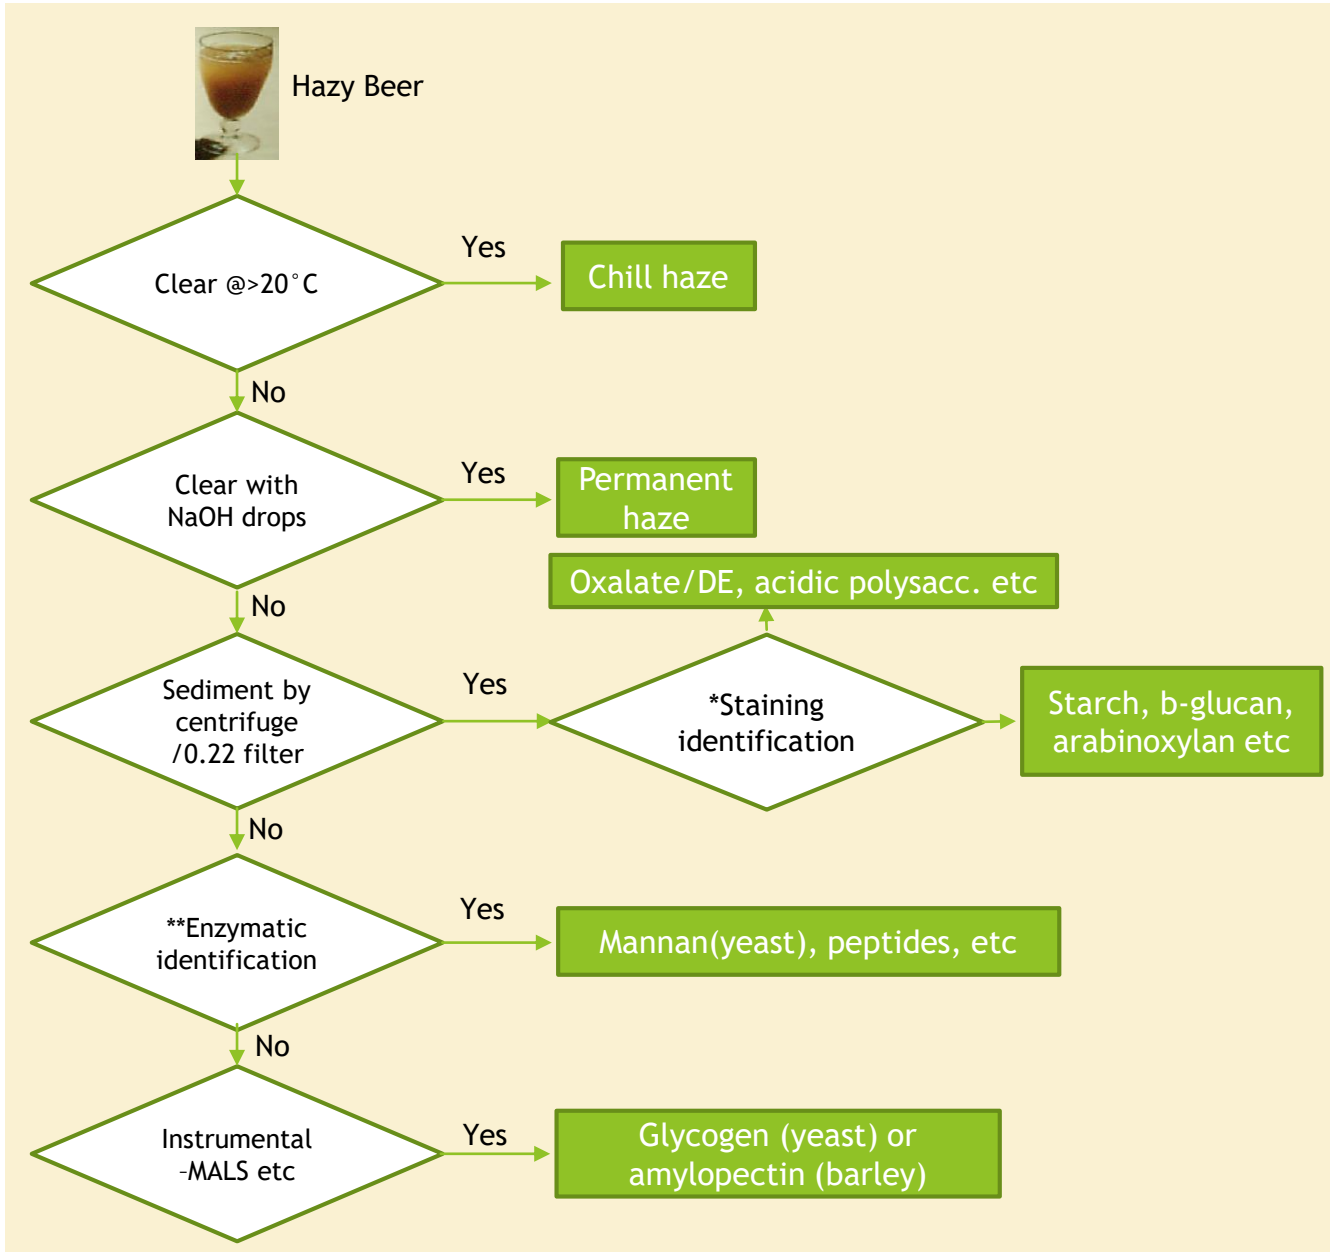 Hazy Beer
Clear @>20°C
Yes
Chill haze
No
Clear with
NaOH drops
Yes
Permanent
haze
No
Oxalate/DE, acidic polysacc. etc
Sediment by
centrifuge
/0.22 filter
Yes
*Staining
identification
Starch, b-glucan,
arabinoxylan etc
No
**Enzymatic
identification
Yes
Mannan(yeast), peptides, etc
No
Instrumental
-MALS etc
Yes
Glycogen (yeast) or
amylopectin (barley)